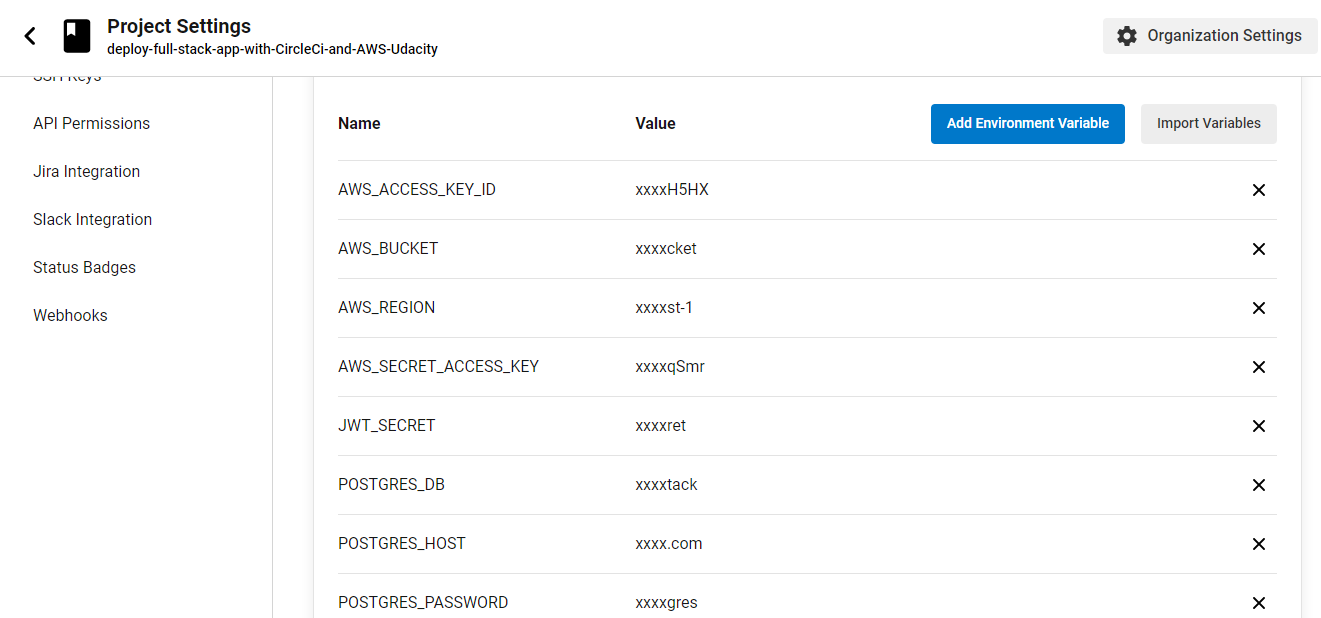 Project Settings
deploy-full-stack-app-with-CircleCi-and-AWS-Udacity
Organization Settings
SSH Keys
API Permissions
Jira Integration
Slack Integration
Status Badges
Webhooks
Name Value Add Environment Variable Import Variables
AWS_ACCESS_KEY_ID xxxxH5HX
AWS_BUCKET xxxxcket
AWS_REGION xxxxst-1
AWS_SECRET_ACCESS_KEY xxxxqSmr
JWT_SECRET xxxxret
POSTGRES_DB xxxxtack
POSTGRES_HOST xxxx.com
POSTGRES_PASSWORD xxxxgres